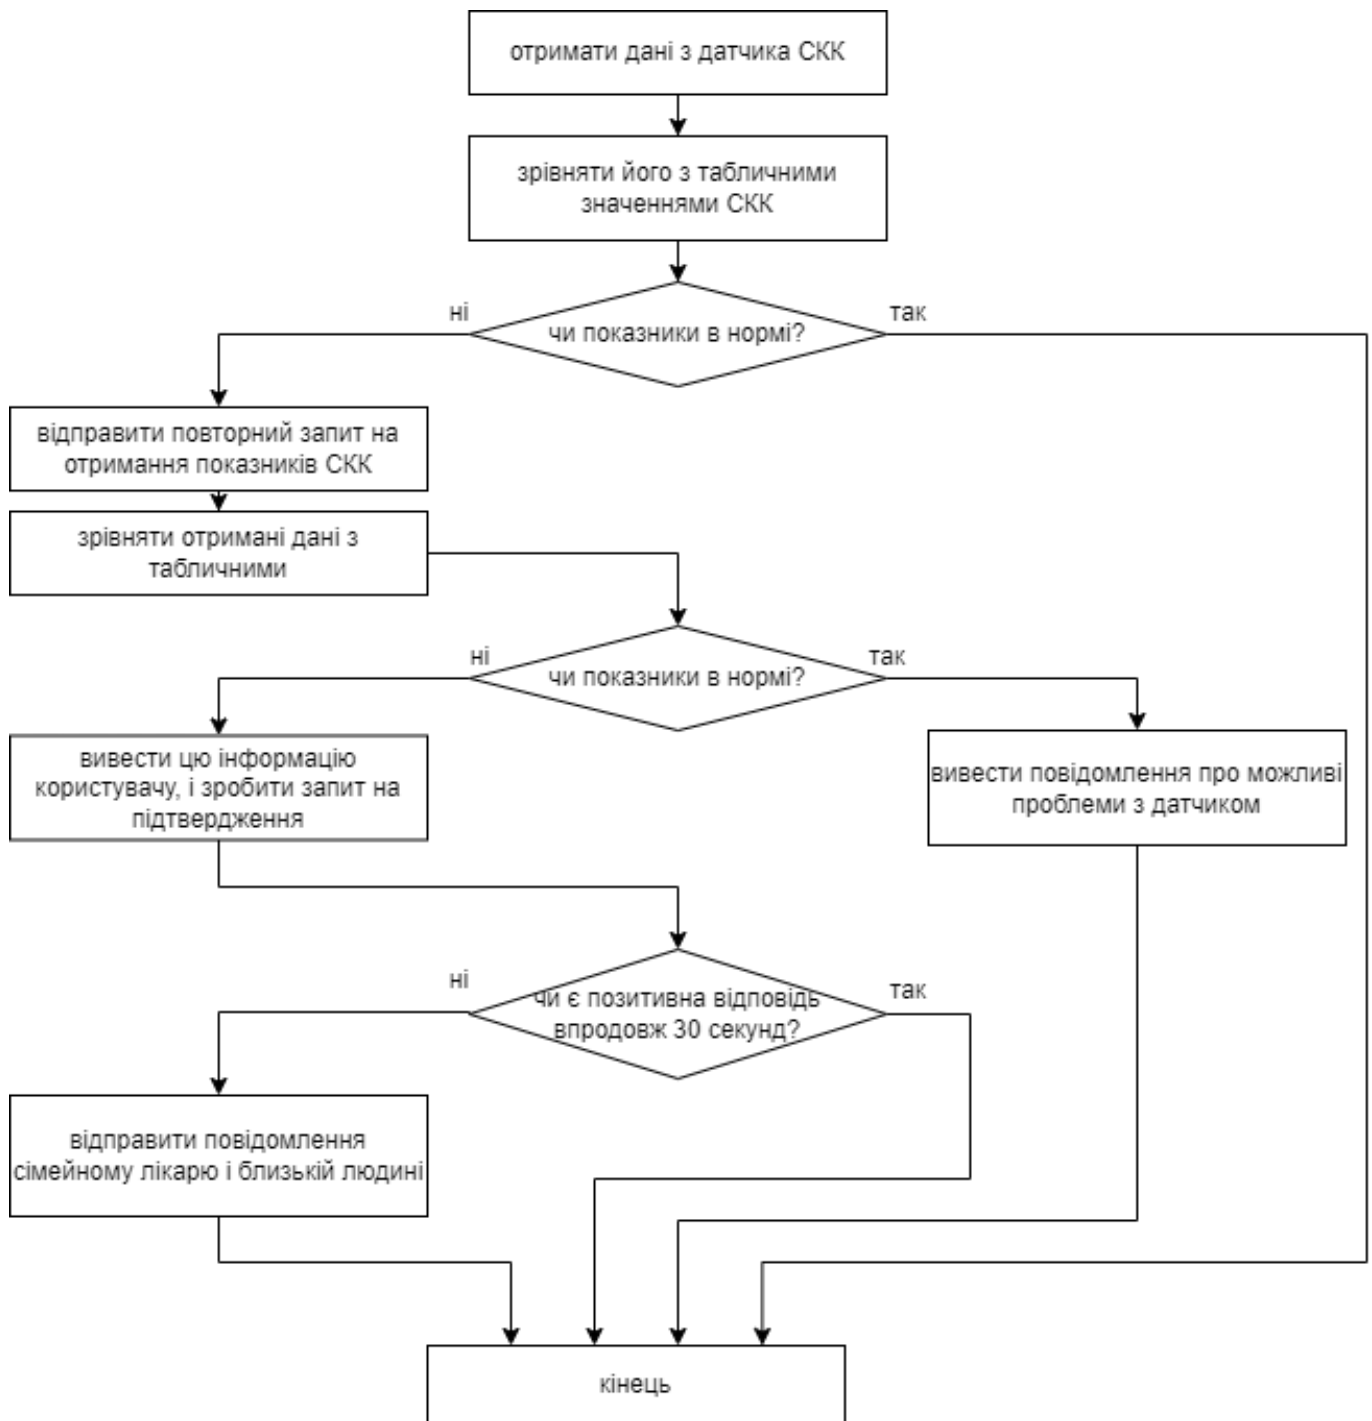 отримати дані з датчика СКК
зрівняти його з табличними
значеннями СКК
ні
так
чи показники в нормі?
відправити повторний запит на
отримання показників СКК
зрівняти отримані дані з
табличними
ні
так
чи показники в нормі?
вивести цю інформацію
користувачу, і зробити запит на
підтвердження
вивести повідомлення про можливі
проблеми з датчиком
ні
так
чи є позитивна відповідь
впродовж 30 секунд?
відправити повідомлення
сімейному лікарю і близькій людині
кінець